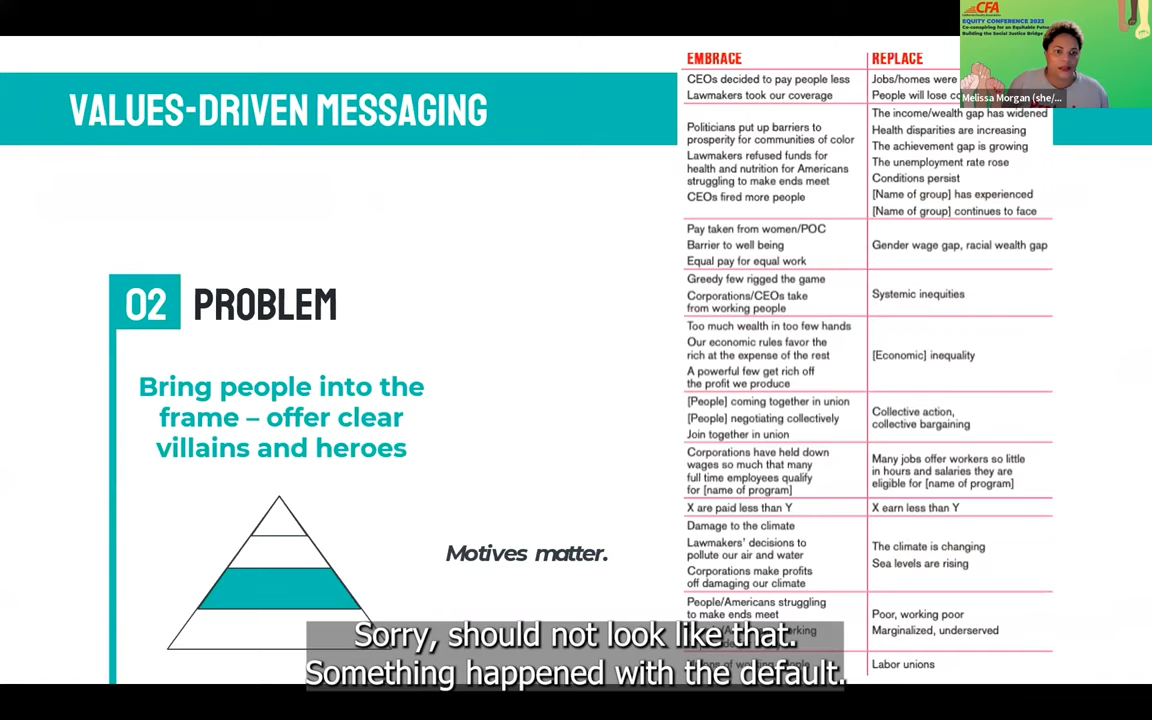 VALUES-DRIVEN MESSAGING
02 PROBLEM
Bring people into the
frame – offer clear
villains and heroes
Motives matter.
EMBRACE REPLACE
CEOs decided to pay people less Jobs/homes were
Lawmakers took our coverage People will lose
Politicians put up barriers to
prosperity for communities of color
Lawmakers refused funds for
health and nutrition for Americans
struggling to make ends meet
CEOs fired more people
The income/wealth gap has widened
Health disparities are increasing
The achievement gap is growing
The unemployment rate rose
Conditions persist
[Name of group] has experienced
[Name of group] continues to face
Pay taken from women/POC
Barrier to well being
Equal pay for equal work
Gender wage gap, racial wealth gap
Greedy few rigged the game
Corporations/CEOs take
from working people
Systemic inequities
Too much wealth in too few hands
Our economic rules favor the
rich at the expense of the rest
A powerful few get rich off
the profit we produce
[Economic] inequality
[People] coming together in union
[People] negotiating collectively
Join together in union
Collective action,
collective bargaining
Corporations have held down
wages so much that many
full time employees qualify
for [name of program]
Many jobs offer workers so little
in hours and salaries they are
eligible for [name of program]
X are paid less than Y X earn less than Y
Damage to the climate
Lawmakers' decisions to
pollute our air and water
Corporations make profits
off damaging our climate
The climate is changing
Sea levels are rising
People/Americans struggling
to make ends meet
Poor, working poor
Marginalized, underserved
Labor unions
CFA
EQUITY CONFERENCE 2023
Co-conspiring for an Equitable Future
Building the Social Justice Bridge
Melissa Morgan (she/...
Sorry, should not look like that.
Something happened with the default.